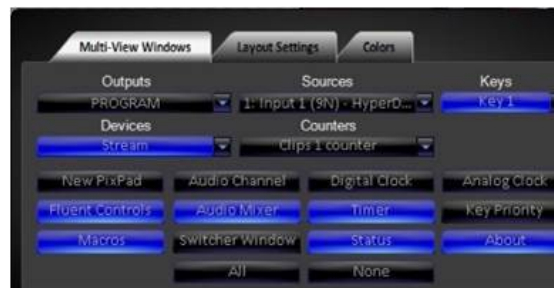 Multi-View Windows Layout Settings Colors
Outputs Sources Keys
PROGRAM 1: Input 1 (9N) - HyperD... Key 1
Devices Counters
Stream Clips 1 counter
New PixPad Audio Channel Digital Clock Analog Clock
Fluent Controls Audio Mixer Timer Key Priority
Macros Switcher Window Status About
All None